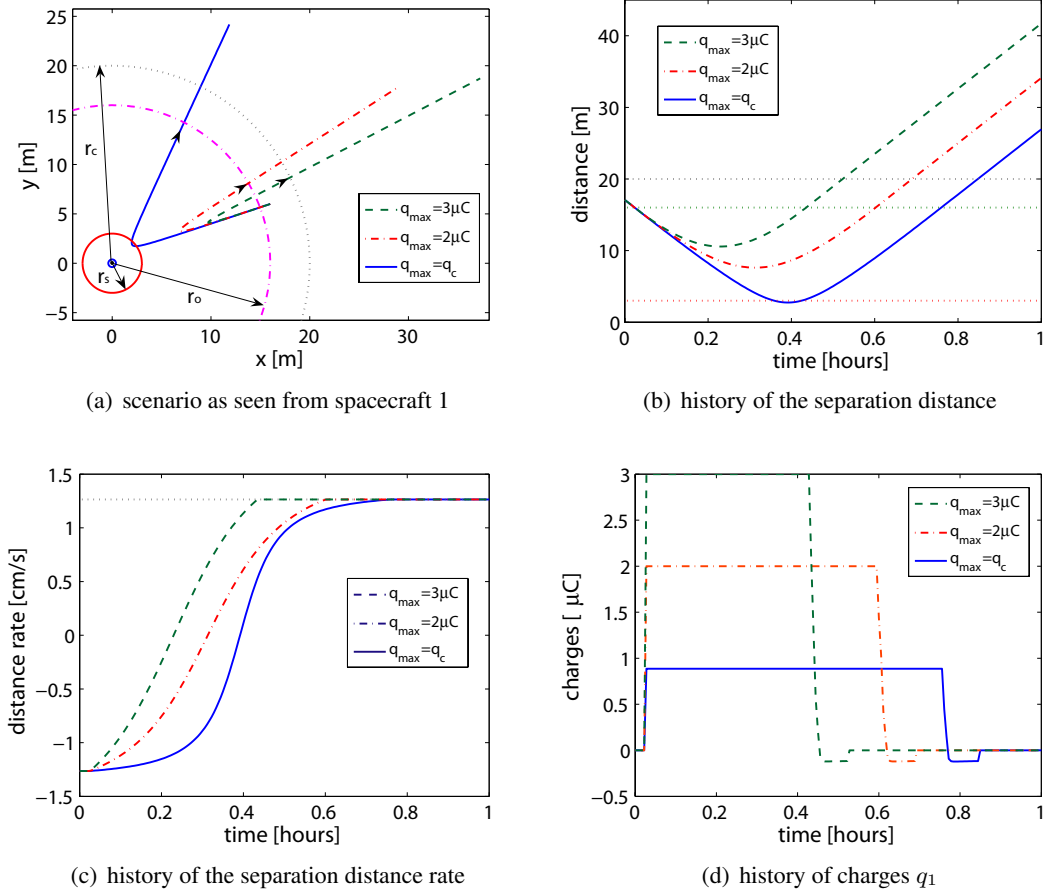 25
20
15
10
5
0
−5
y [m]
r_c
r_s
r_o
q_max=3μC
q_max=2μC
q_max=q_c
0 10 20 30
x [m]
(a) scenario as seen from spacecraft 1
40
30
20
10
0
distance [m]
q_max=3μC
q_max=2μC
q_max=q_c
0 0.2 0.4 0.6 0.8 1
time [hours]
(b) history of the separation distance
1.5
1
0.5
0
−0.5
−1
−1.5
distance rate [cm/s]
q_max=3μC
q_max=2μC
q_max=q_c
0 0.2 0.4 0.6 0.8 1
time [hours]
(c) history of the separation distance rate
3
2.5
2
1.5
1
0.5
0
−0.5
charges [ μC]
q_max=3μC
q_max=2μC
q_max=q_c
0 0.2 0.4 0.6 0.8 1
time [hours]
(d) history of charges q_1